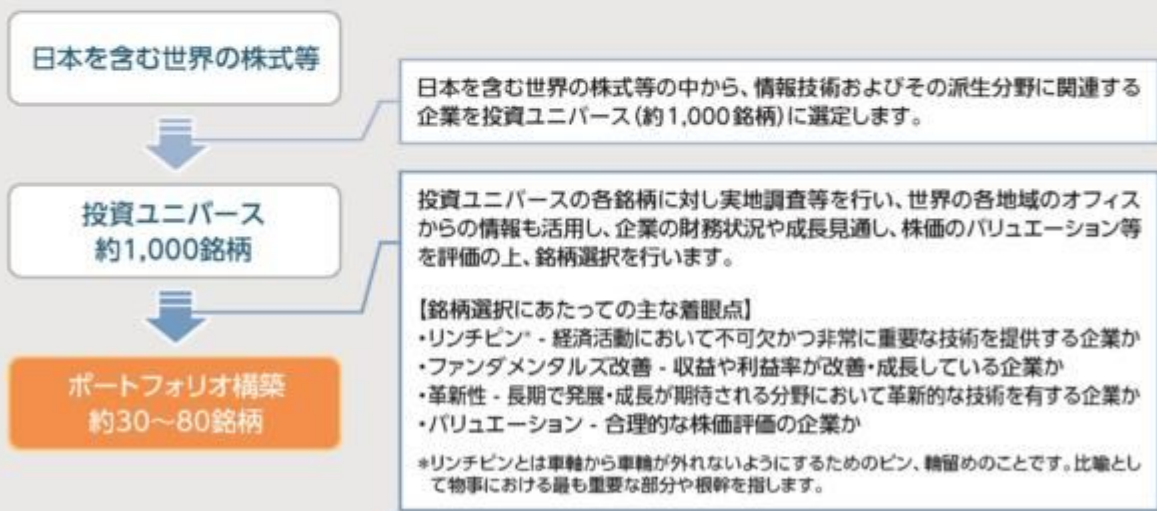 日本を含む世界の株式等
日本を含む世界の株式等の中から、情報技術およびその派生分野に関連する
企業を投資ユニバース(約1,000銘柄)に選定します。
投資ユニバース
約1,000銘柄
投資ユニバースの各銘柄に対し実地調査等を行い、世界の各地域のオフィス
からの情報も活用し、企業の財務状況や成長見通し、株価のバリュエーション等
を評価の上、銘柄選択を行います。
【銘柄選択にあたっての主な着眼点】
・リンチピン* - 経済活動において不可欠かつ非常に重要な技術を提供する企業か
・ファンダメンタルズ改善 - 収益や利益率が改善・成長している企業か
・革新性 - 長期で発展・成長が期待される分野において革新的な技術を有する企業か
・バリュエーション - 合理的な株価評価の企業か
*リンチピンとは車軸から車輪が外れないようにするためのピン、輪留めのことです。比喩とし
て物事における最も重要な部分や根幹を指します。
ポートフォリオ構築
約30～80銘柄